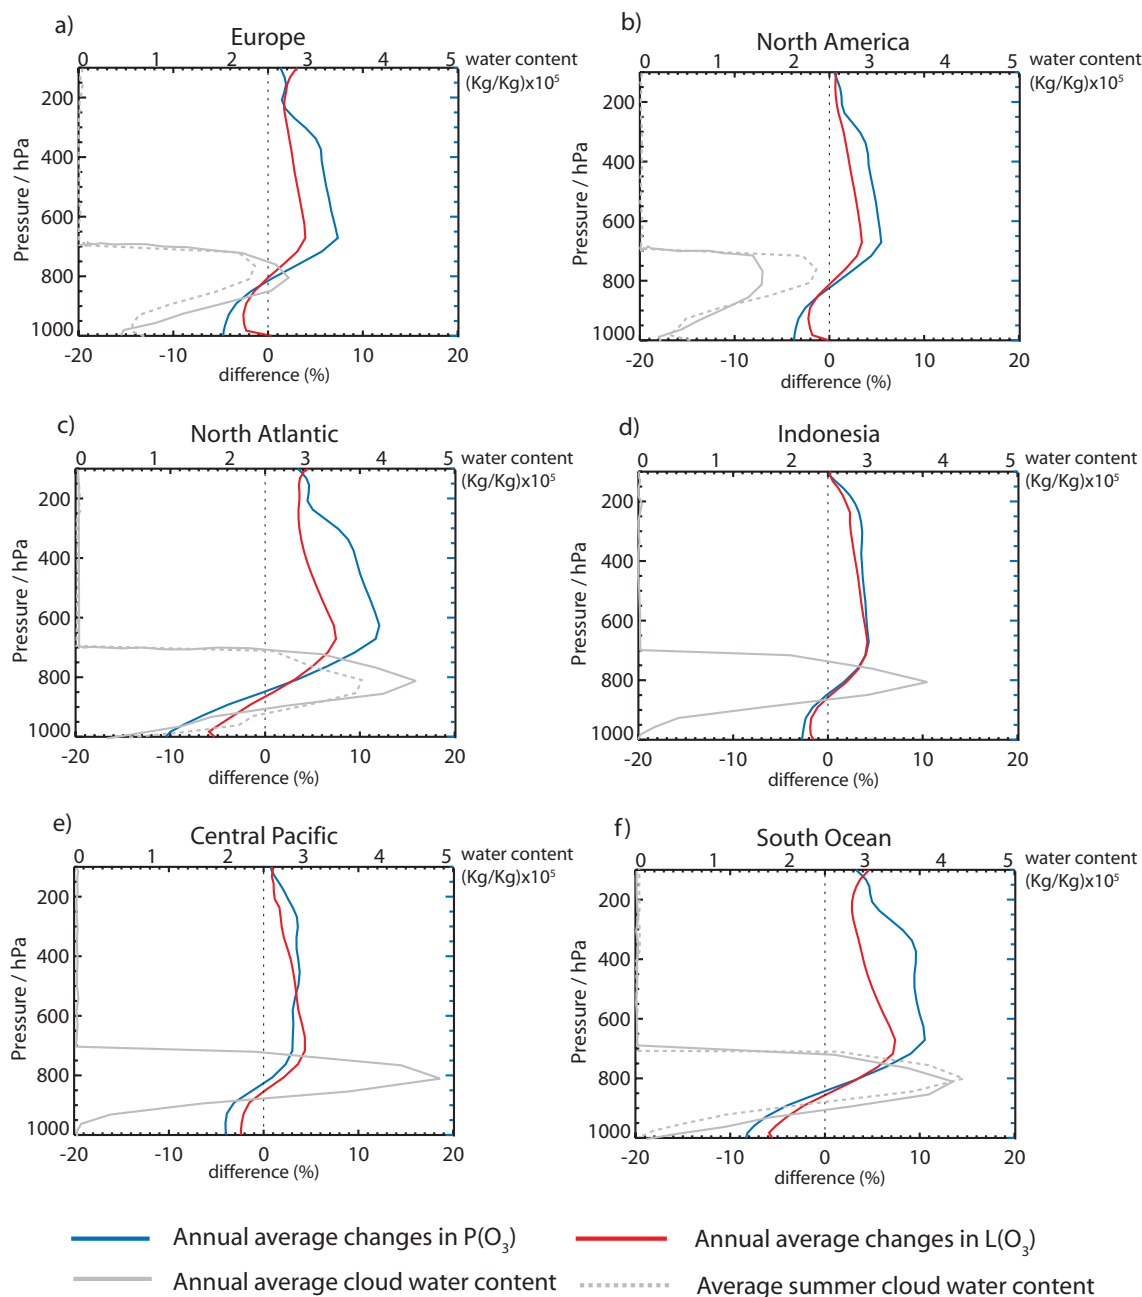 a) Europe
0 1 2 3 4 5 water content
(Kg/Kg)x10⁵
200
400
600
800
1000
Pressure / hPa
-20 -10 0 10 20
difference (%)
b) North America
0 1 2 3 4 5 water content
(Kg/Kg)x10⁵
200
400
600
800
1000
Pressure / hPa
-20 -10 0 10 20
difference (%)
c) North Atlantic
0 1 2 3 4 5 water content
(Kg/Kg)x10⁵
200
400
600
800
1000
Pressure / hPa
-20 -10 0 10 20
difference (%)
d) Indonesia
0 1 2 3 4 5 water content
(Kg/Kg)x10⁵
200
400
600
800
1000
Pressure / hPa
-20 -10 0 10 20
difference (%)
e) Central Pacific
0 1 2 3 4 5 water content
(Kg/Kg)x10⁵
200
400
600
800
1000
Pressure / hPa
-20 -10 0 10 20
difference (%)
f) South Ocean
0 1 2 3 4 5 water content
(Kg/Kg)x10⁵
200
400
600
800
1000
Pressure / hPa
-20 -10 0 10 20
difference (%)
Annual average changes in P(O₃)
Annual average changes in L(O₃)
Annual average cloud water content
Average summer cloud water content